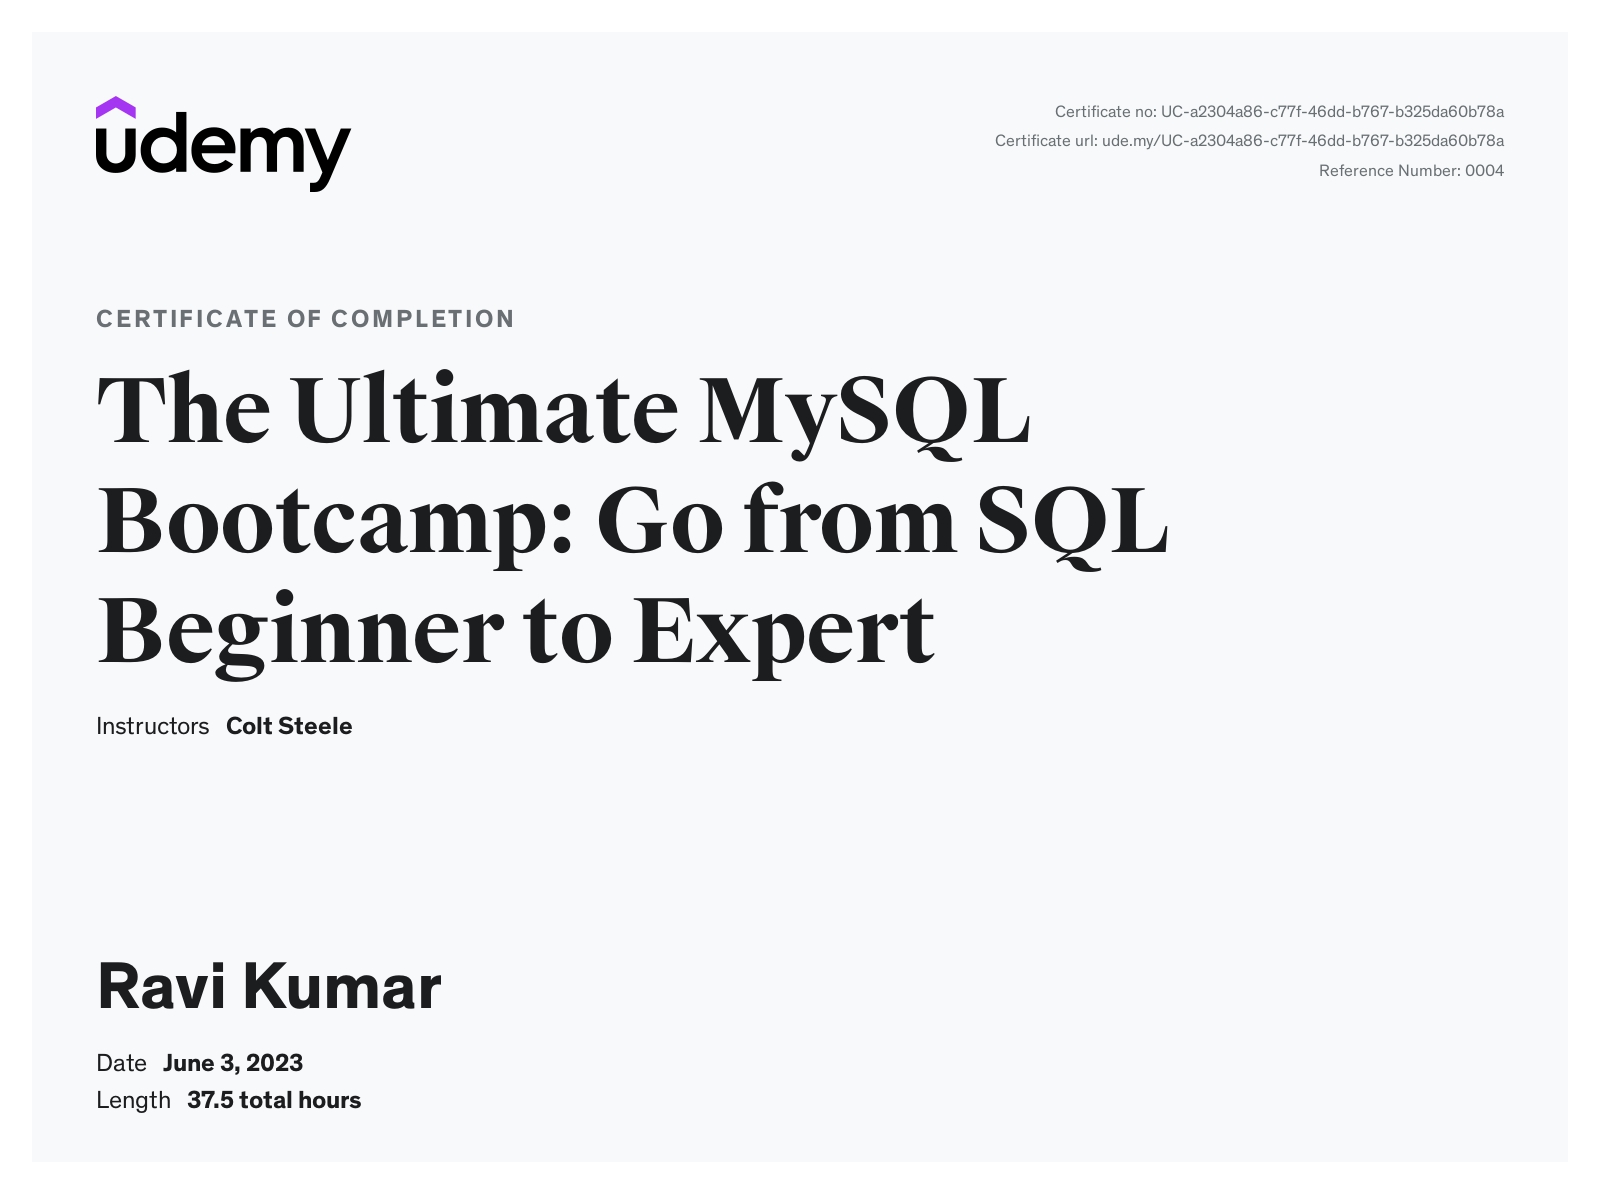 udemy
Certificate no: UC-a2304a86-c77f-46dd-b767-b325da60b78a
Certificate url: ude.my/UC-a2304a86-c77f-46dd-b767-b325da60b78a
Reference Number: 0004
CERTIFICATE OF COMPLETION
The Ultimate MySQL
Bootcamp: Go from SQL
Beginner to Expert
Instructors Colt Steele
Ravi Kumar
Date June 3, 2023
Length 37.5 total hours